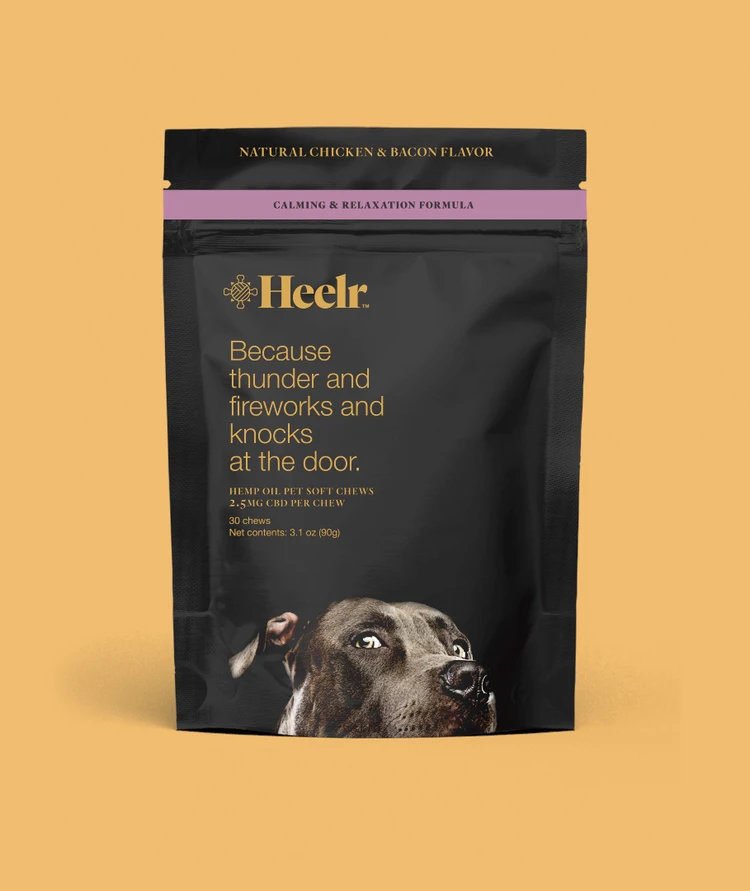 NATURAL CHICKEN & BACON FLAVOR
CALMING & RELAXATION FORMULA
Heelr™
Because
thunder and
fireworks and
knocks
at the door.
HEMP OIL PET SOFT CHEWS
2.5MG CBD PER CHEW
30 chews
Net contents: 3.1 oz (90g)